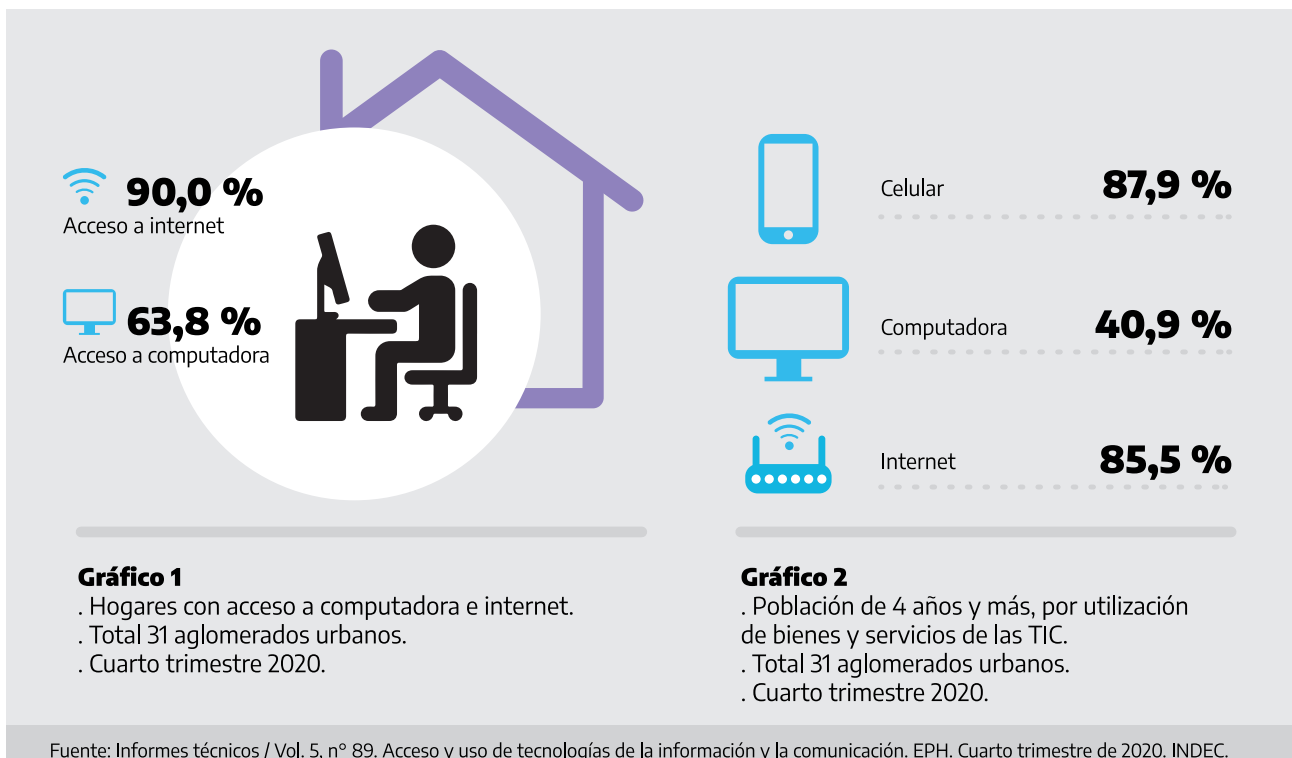 90,0 %
Acceso a internet
63,8 %
Acceso a computadora
Celular
87,9 %
Computadora
40,9 %
Internet
85,5 %
Gráfico 1
. Hogares con acceso a computadora e internet.
. Total 31 aglomerados urbanos.
. Cuarto trimestre 2020.
Gráfico 2
. Población de 4 años y más, por utilización
de bienes y servicios de las TIC.
. Total 31 aglomerados urbanos.
. Cuarto trimestre 2020.
Fuente: Informes técnicos / Vol. 5, n° 89. Acceso y uso de tecnologías de la información y la comunicación. EPH. Cuarto trimestre de 2020. INDEC.